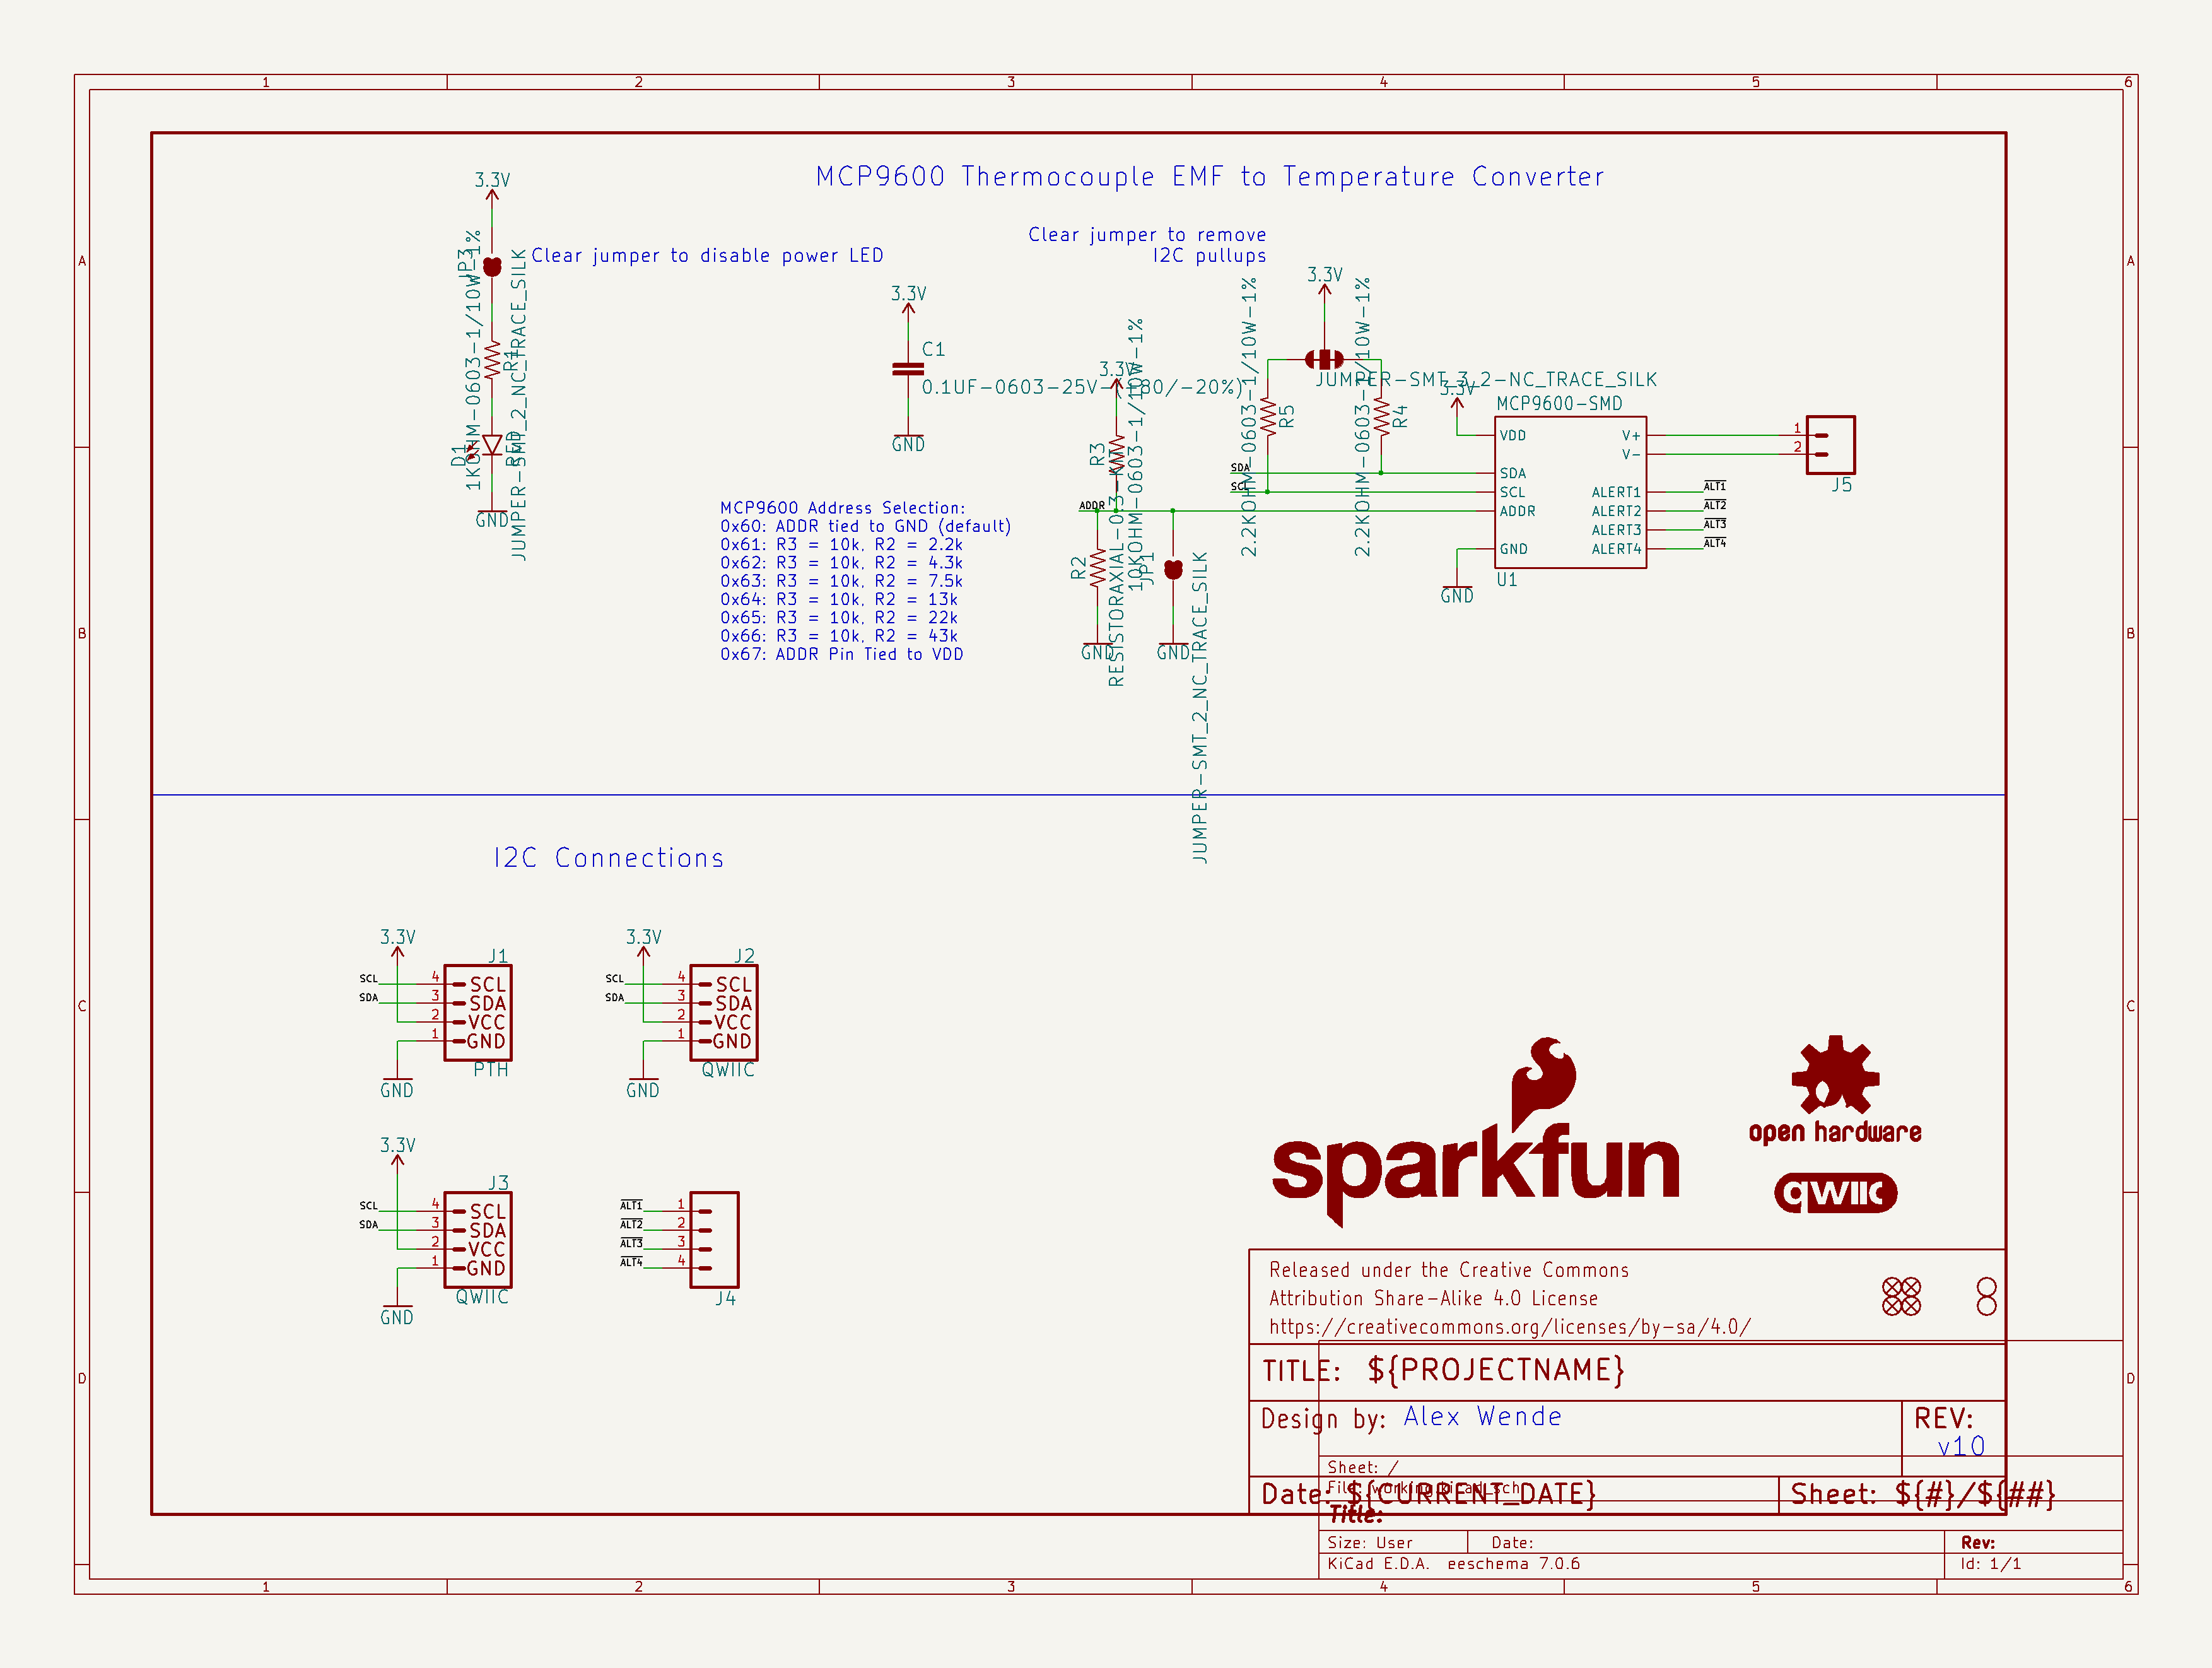 1 2 3 4 5 6
A
B
C
D
MCP9600 Thermocouple EMF to Temperature Converter
3.3V
JP3
JUMPER-SMT_2_NC_TRACE_SILK
Clear jumper to disable power LED
R1
1KOHM-0603-1/10W-1%
D1
RED
GND
3.3V
C1
0.1UF-0603-25V-(+80/-20%)
GND
Clear jumper to remove
I2C pullups
3.3V
JUMPER-SMT_3_2-NC_TRACE_SILK
R5
2.2KOHM-0603-1/10W-1%
R4
2.2KOHM-0603-1/10W-1%
3.3V
R3
10KOHM-0603-1/10W-1%
SDA
SCL
ADDR
R2
GND
JP1
JUMPER-SMT_2_NC_TRACE_SILK
GND
3.3V
MCP9600-SMD
VDD V+
V-
SDA
SCL ALERT1
ADDR ALERT2
ALERT3
GND ALERT4
U1
GND
ALT1
ALT2
ALT3
ALT4
1
2
J5
MCP9600 Address Selection:
0x60: ADDR tied to GND (default)
0x61: R3 = 10k, R2 = 2.2k
0x62: R3 = 10k, R2 = 4.3k
0x63: R3 = 10k, R2 = 7.5k
0x64: R3 = 10k, R2 = 13k
0x65: R3 = 10k, R2 = 22k
0x66: R3 = 10k, R2 = 43k
0x67: ADDR Pin Tied to VDD
I2C Connections
3.3V
J1
SCL 4 SCL
SDA 3 SDA
2 VCC
1 GND
PTH
GND
3.3V
J2
SCL 4 SCL
SDA 3 SDA
2 VCC
1 GND
QWIIC
GND
3.3V
J3
SCL 4 SCL
SDA 3 SDA
2 VCC
1 GND
QWIIC
GND
ALT1 1
ALT2 2
ALT3 3
ALT4 4
J4
sparkfun
open hardware
qwiic
Released under the Creative Commons
Attribution Share-Alike 4.0 License
https://creativecommons.org/licenses/by-sa/4.0/
TITLE: ${PROJECTNAME}
Design by: Alex Wende
REV:
v10
Sheet: /
File: working.kicad_sch
Date: ${CURRENT_DATE}
Sheet: ${#}/${##}
Title:
Size: User Date: Rev:
KiCad E.D.A. eeschema 7.0.6 Id: 1/1
1 2 3 4 5 6
A
B
C
D